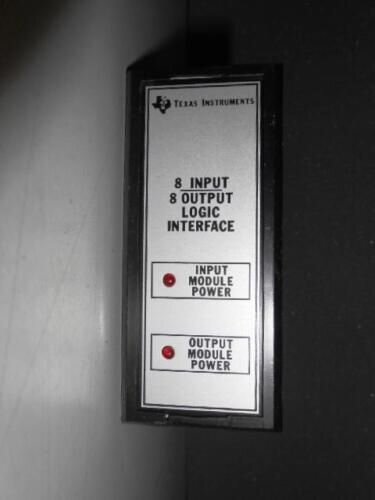 TEXAS INSTRUMENTS
8 INPUT
8 OUTPUT
LOGIC
INTERFACE
INPUT
MODULE
POWER
OUTPUT
MODULE
POWER